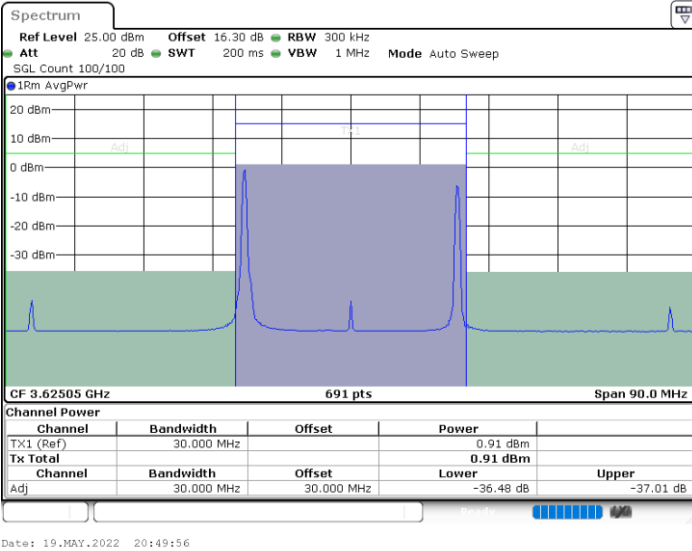 Spectrum
Ref Level 25.00 dBm Offset 16.30 dB RBW 300 kHz
Att 20 dB SWT 200 ms VBW 1 MHz Mode Auto Sweep
SGL Count 100/100
1Rm AvgPwr
20 dBm
TX1
10 dBm
Adj Adj
0 dBm
-10 dBm
-20 dBm
-30 dBm
CF 3.62505 GHz 691 pts Span 90.0 MHz
Channel Power
Channel Bandwidth Offset Power
TX1 (Ref) 30.000 MHz 0.91 dBm
Tx Total 0.91 dBm
Channel Bandwidth Offset Lower Upper
Adj 30.000 MHz 30.000 MHz -36.48 dB -37.01 dB
Ready
Date: 19.MAY.2022 20:49:56